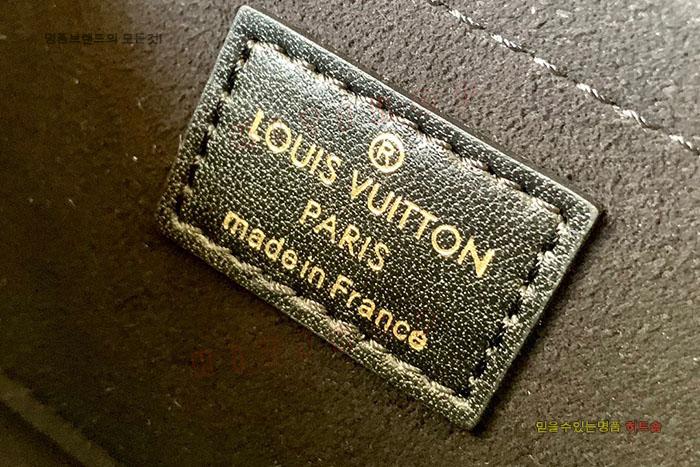 명품브랜드의 모든것!
®
LOUIS VUITTON
PARIS
made in France
믿을수있는명품 히트숍